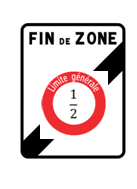 FIN DE ZONE
Limite générale
1
2